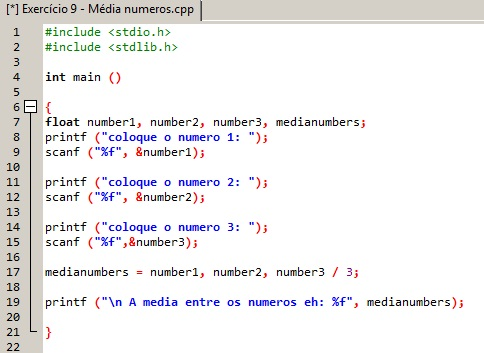 [*] Exercício 9 - Média numeros.cpp
1 #include <stdio.h>
2 #include <stdlib.h>
3
4 int main ()
5
6 {
7 float number1, number2, number3, medianumbers;
8 printf ("coloque o numero 1: ");
9 scanf ("%f", &number1);
10
11 printf ("coloque o numero 2: ");
12 scanf ("%f", &number2);
13
14 printf ("coloque o numero 3: ");
15 scanf ("%f",&number3);
16
17 medianumbers = number1, number2, number3 / 3;
18
19 printf ("\n A media entre os numeros eh: %f", medianumbers);
20
21 }
22